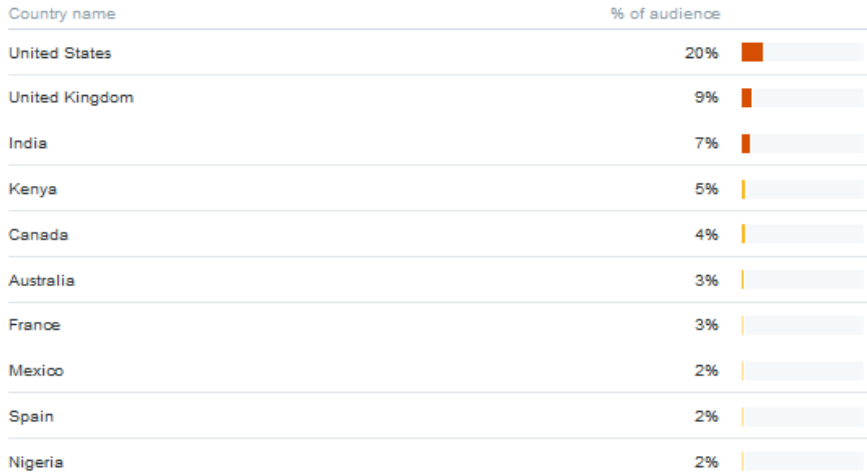 Country name % of audience
United States 20%
United Kingdom 9%
India 7%
Kenya 5%
Canada 4%
Australia 3%
France 3%
Mexico 2%
Spain 2%
Nigeria 2%